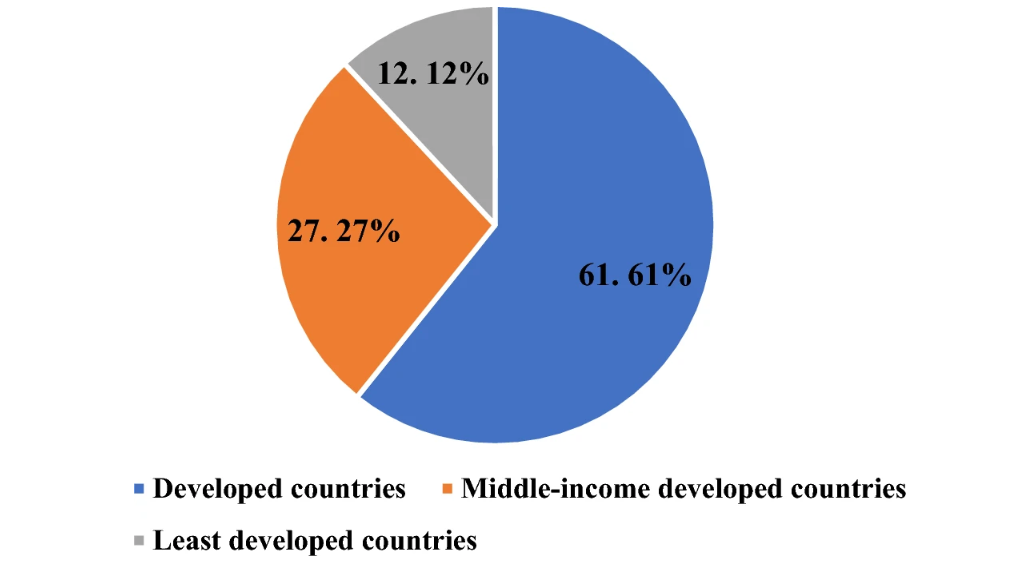 12. 12%
27. 27%
61. 61%
Developed countries
Middle-income developed countries
Least developed countries